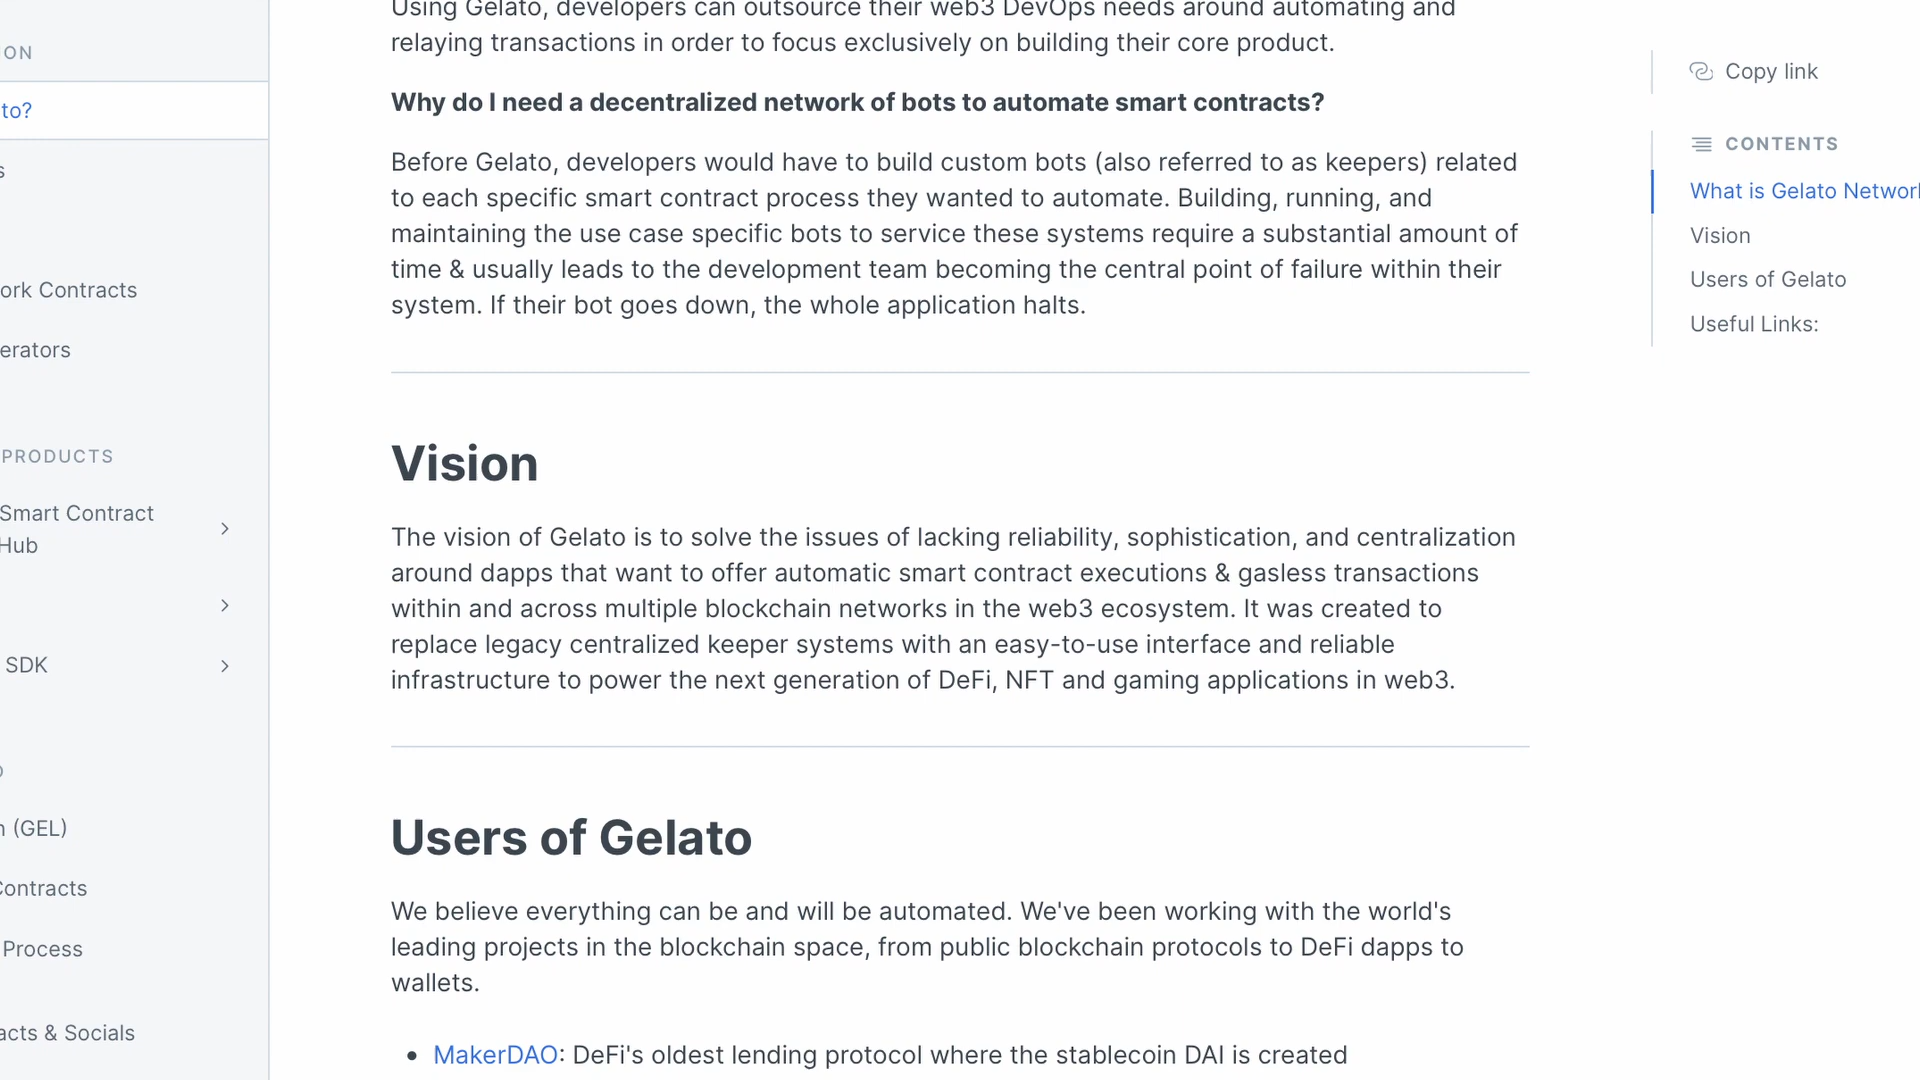 ION
to?
s
ork Contracts
erators
PRODUCTS
Smart Contract
Hub
SDK
(GEL)
Contracts
Process
acts & Socials
Using Gelato, developers can outsource their web3 DevOps needs around automating and
relaying transactions in order to focus exclusively on building their core product.
Why do I need a decentralized network of bots to automate smart contracts?
Before Gelato, developers would have to build custom bots (also referred to as keepers) related
to each specific smart contract process they wanted to automate. Building, running, and
maintaining the use case specific bots to service these systems require a substantial amount of
time & usually leads to the development team becoming the central point of failure within their
system. If their bot goes down, the whole application halts.
Vision
The vision of Gelato is to solve the issues of lacking reliability, sophistication, and centralization
around dapps that want to offer automatic smart contract executions & gasless transactions
within and across multiple blockchain networks in the web3 ecosystem. It was created to
replace legacy centralized keeper systems with an easy-to-use interface and reliable
infrastructure to power the next generation of DeFi, NFT and gaming applications in web3.
Users of Gelato
We believe everything can be and will be automated. We've been working with the world's
leading projects in the blockchain space, from public blockchain protocols to DeFi dapps to
wallets.
• MakerDAO: DeFi's oldest lending protocol where the stablecoin DAI is created
Copy link
CONTENTS
What is Gelato Network
Vision
Users of Gelato
Useful Links: